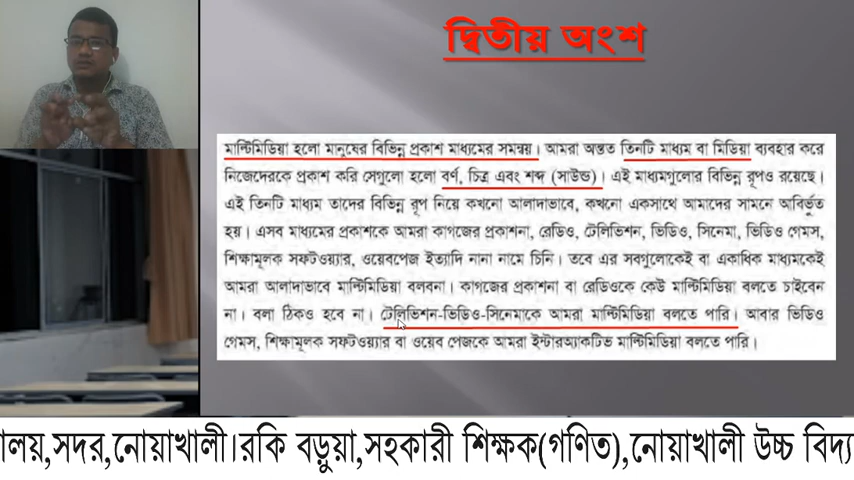 দ্বিতীয় অংশ
মাল্টিমিডিয়া হলো মানুষের বিভিন্ন প্রকাশ মাধ্যমের সমন্বয়। আমরা অন্তত তিনটি মাধ্যম বা মিডিয়া ব্যবহার করে
নিজেদেরকে প্রকাশ করি সেগুলো হলো বর্ণ, চিত্র এবং শব্দ (সাউন্ড)। এই মাধ্যমগুলোর বিভিন্ন রূপও রয়েছে।
এই তিনটি মাধ্যম তাদের বিভিন্ন রূপ নিয়ে কখনো আলাদাভাবে, কখনো একসাথে আমাদের সামনে আবির্ভূত
হয়। এসব মাধ্যমের প্রকাশকে আমরা কাগজের প্রকাশনা, রেডিও, টেলিভিশন, ভিডিও, সিনেমা, ভিডিও গেমস,
শিক্ষামূলক সফটওয়্যার, ওয়েবপেজ ইত্যাদি নানা নামে চিনি। তবে এর সবগুলোকেই বা একাধিক মাধ্যমকেই
আমরা আলাদাভাবে মাল্টিমিডিয়া বলবনা। কাগজের প্রকাশনা বা রেডিওকে কেউ মাল্টিমিডিয়া বলতে চাইবেন
না। বলা ঠিকও হবে না। টেলিভিশন-ভিডিও-সিনেমাকে আমরা মাল্টিমিডিয়া বলতে পারি। আবার ভিডিও
গেমস, শিক্ষামূলক সফটওয়্যার বা ওয়েব পেজকে আমরা ইন্টারঅ্যাকটিভ মাল্টিমিডিয়া বলতে পারি।
ালয়,সদর,নোয়াখালী।রকি বড়ুয়া,সহকারী শিক্ষক(গণিত),নোয়াখালী উচ্চ বিদ্য